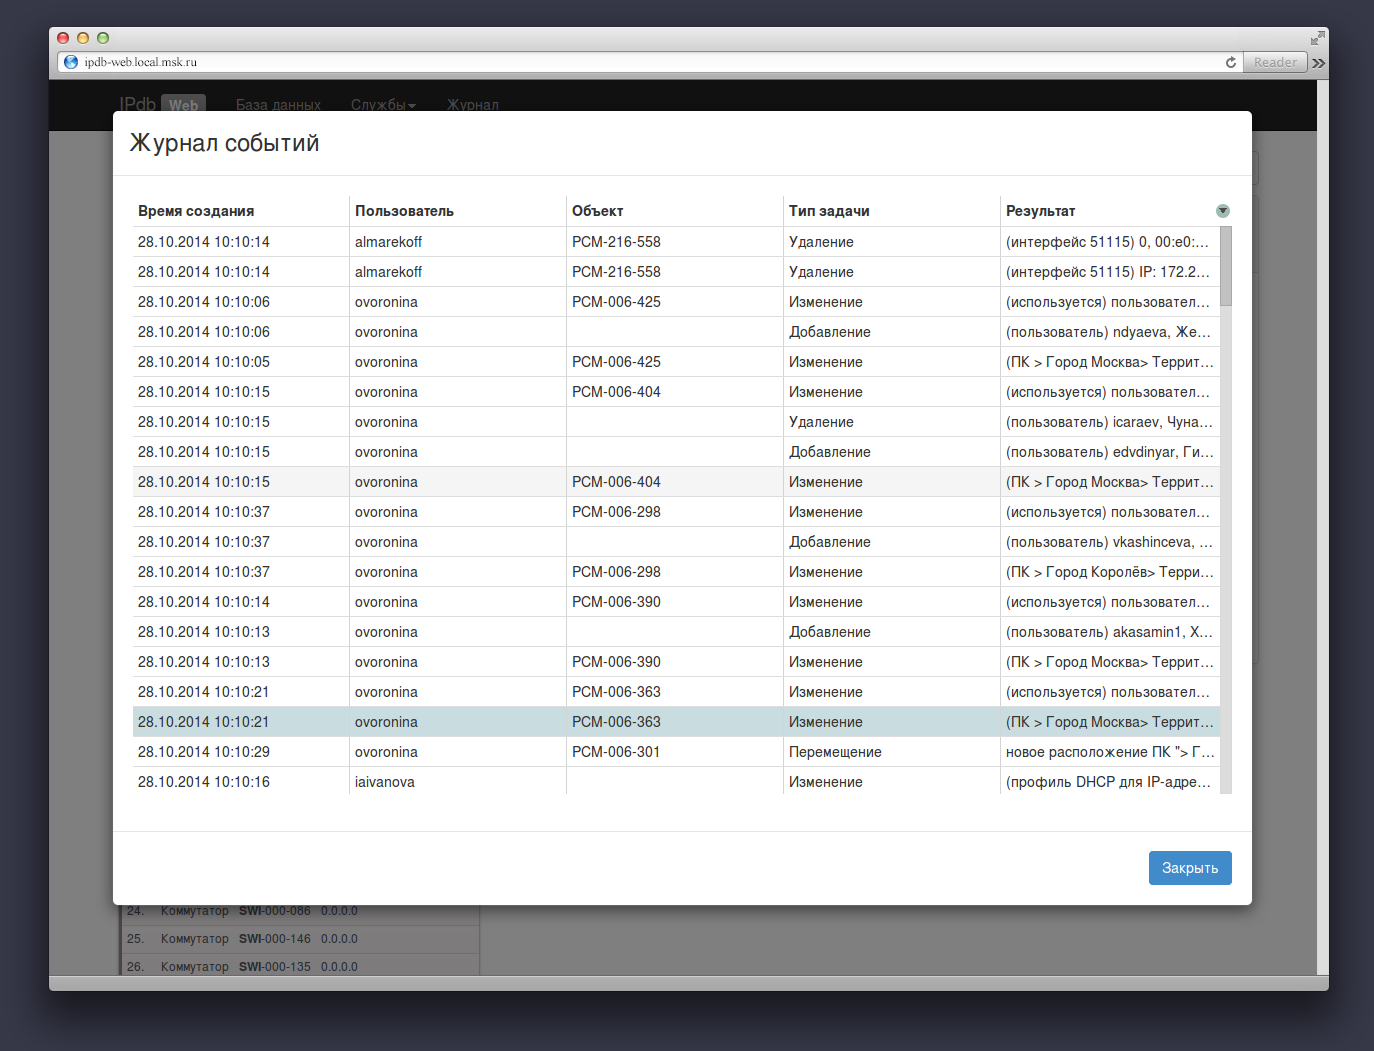 ipdb-web.local.msk.ru
Reader
IPdb Web База данных Службы Журнал
Журнал событий
Время создания Пользователь Объект Тип задачи Результат
28.10.2014 10:10:14 almarekoff PCM-216-558 Удаление (интерфейс 51115) 0, 00:e0:...
28.10.2014 10:10:14 almarekoff PCM-216-558 Удаление (интерфейс 51115) IP: 172.2...
28.10.2014 10:10:06 ovoronina PCM-006-425 Изменение (используется) пользовател...
28.10.2014 10:10:06 ovoronina Добавление (пользователь) ndyaeva, Же...
28.10.2014 10:10:05 ovoronina PCM-006-425 Изменение (ПК > Город Москва> Террит...
28.10.2014 10:10:15 ovoronina PCM-006-404 Изменение (используется) пользовател...
28.10.2014 10:10:15 ovoronina Удаление (пользователь) icaraev, Чуна...
28.10.2014 10:10:15 ovoronina Добавление (пользователь) edvdinyar, Ги...
28.10.2014 10:10:15 ovoronina PCM-006-404 Изменение (ПК > Город Москва> Террит...
28.10.2014 10:10:37 ovoronina PCM-006-298 Изменение (используется) пользовател...
28.10.2014 10:10:37 ovoronina Добавление (пользователь) vkashinceva, ...
28.10.2014 10:10:37 ovoronina PCM-006-298 Изменение (ПК > Город Королёв> Терри...
28.10.2014 10:10:14 ovoronina PCM-006-390 Изменение (используется) пользовател...
28.10.2014 10:10:13 ovoronina Добавление (пользователь) akasamin1, Х...
28.10.2014 10:10:13 ovoronina PCM-006-390 Изменение (ПК > Город Москва> Террит...
28.10.2014 10:10:21 ovoronina PCM-006-363 Изменение (используется) пользовател...
28.10.2014 10:10:21 ovoronina PCM-006-363 Изменение (ПК > Город Москва> Террит...
28.10.2014 10:10:29 ovoronina PCM-006-301 Перемещение новое расположение ПК "> Г...
28.10.2014 10:10:16 iaivanova Изменение (профиль DHCP для IP-адре...
Закрыть
24. Коммутатор SWI-000-086 0.0.0.0
25. Коммутатор SWI-000-146 0.0.0.0
26. Коммутатор SWI-000-135 0.0.0.0